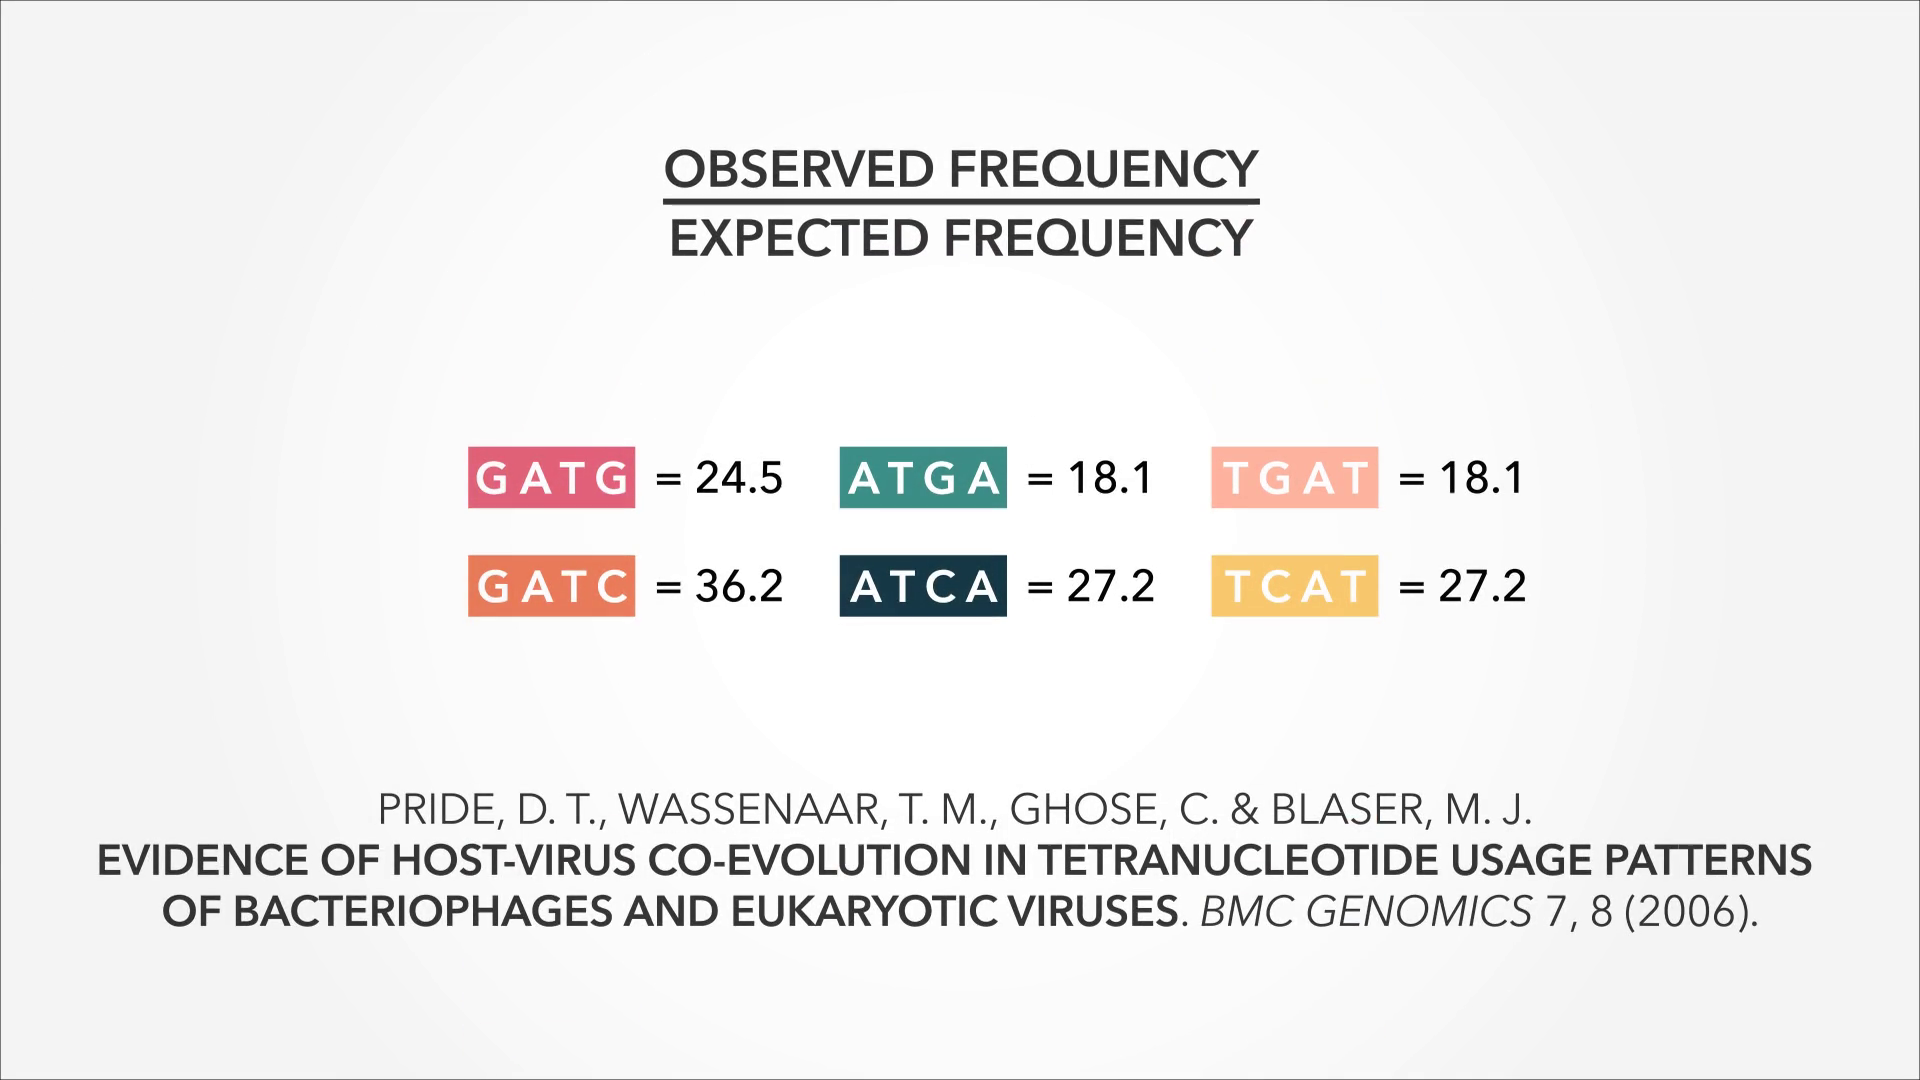 OBSERVED FREQUENCY
EXPECTED FREQUENCY
GATG = 24.5 ATGA = 18.1 TGAT = 18.1
GATC = 36.2 ATCA = 27.2 TCAT = 27.2
PRIDE, D. T., WASSENAAR, T. M., GHOSE, C. & BLASER, M. J.
EVIDENCE OF HOST-VIRUS CO-EVOLUTION IN TETRANUCLEOTIDE USAGE PATTERNS
OF BACTERIOPHAGES AND EUKARYOTIC VIRUSES. BMC GENOMICS 7, 8 (2006).